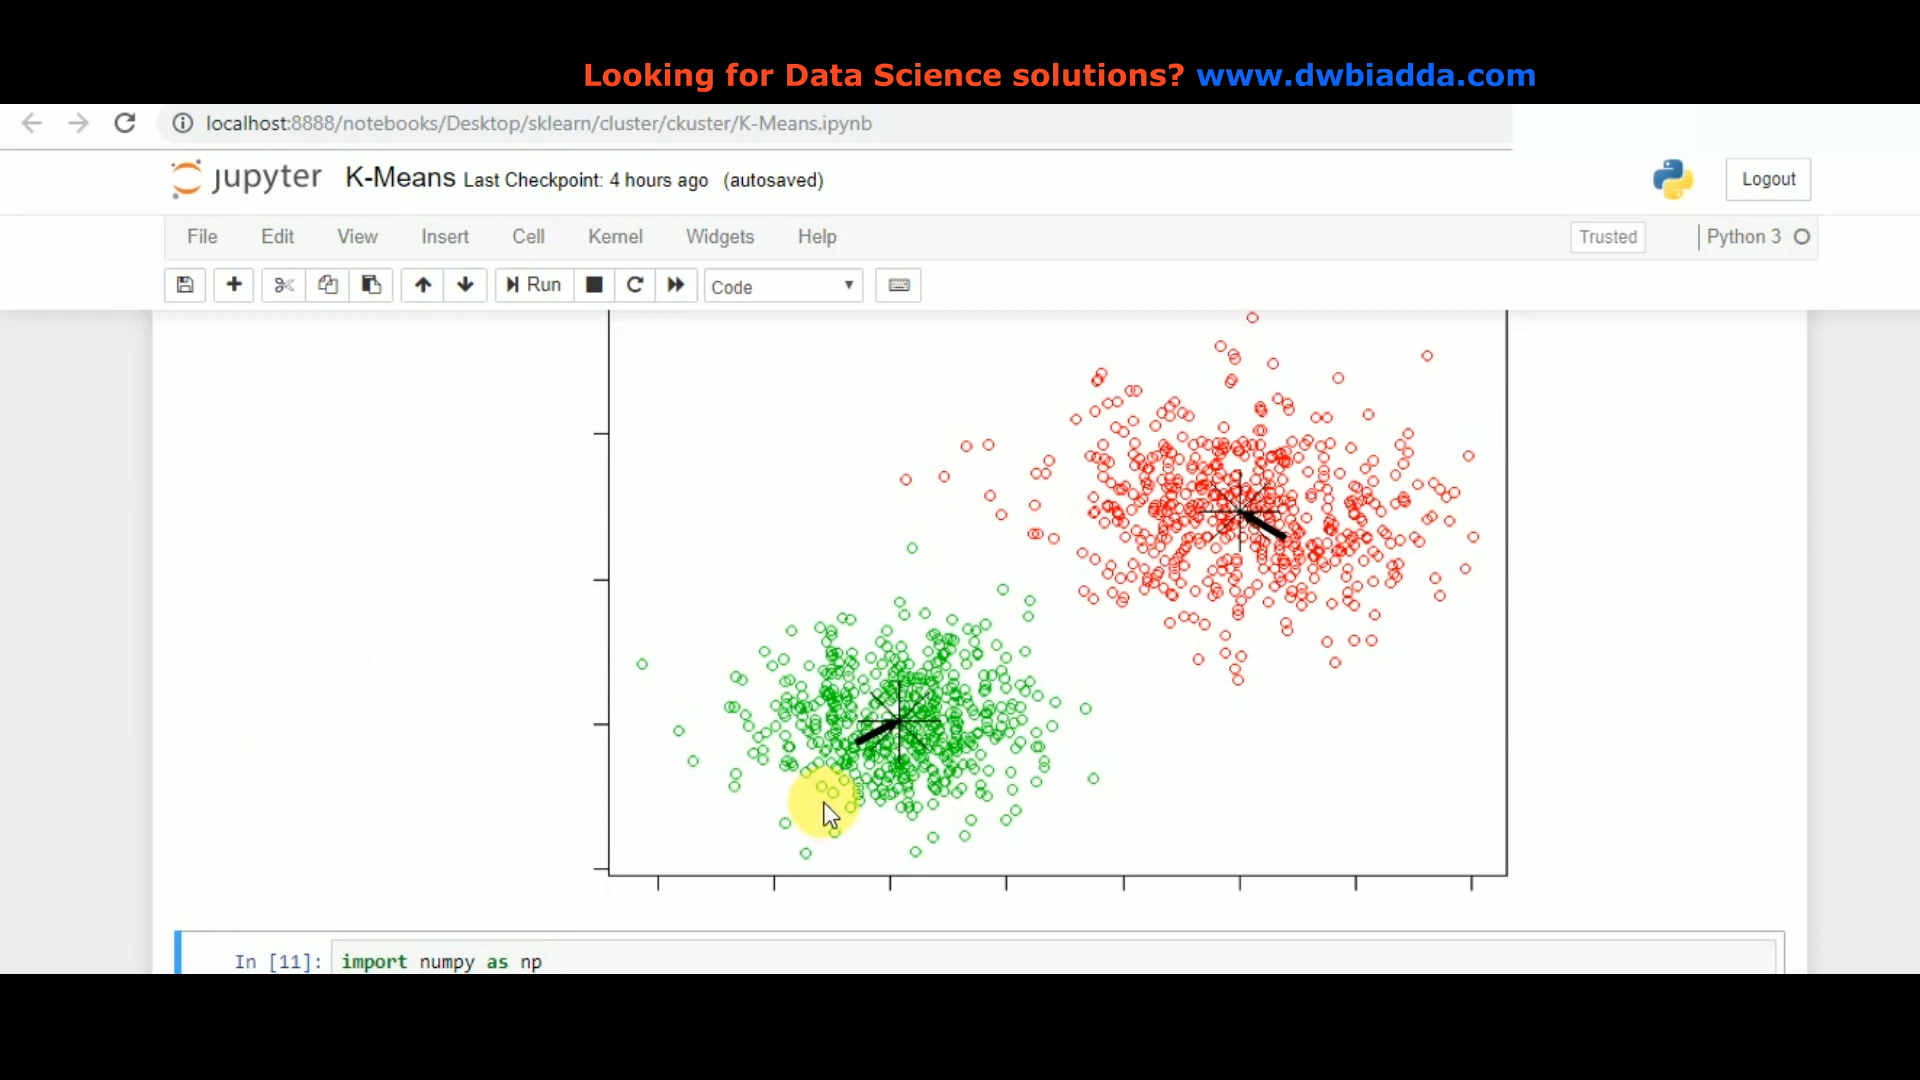 Looking for Data Science solutions? www.dwbiadda.com
localhost:8888/notebooks/Desktop/sklearn/cluster/ckuster/K-Means.ipynb
jupyter K-Means Last Checkpoint: 4 hours ago (autosaved) Logout
File Edit View Insert Cell Kernel Widgets Help Trusted Python 3
Run Code
In [11]: import numpy as np